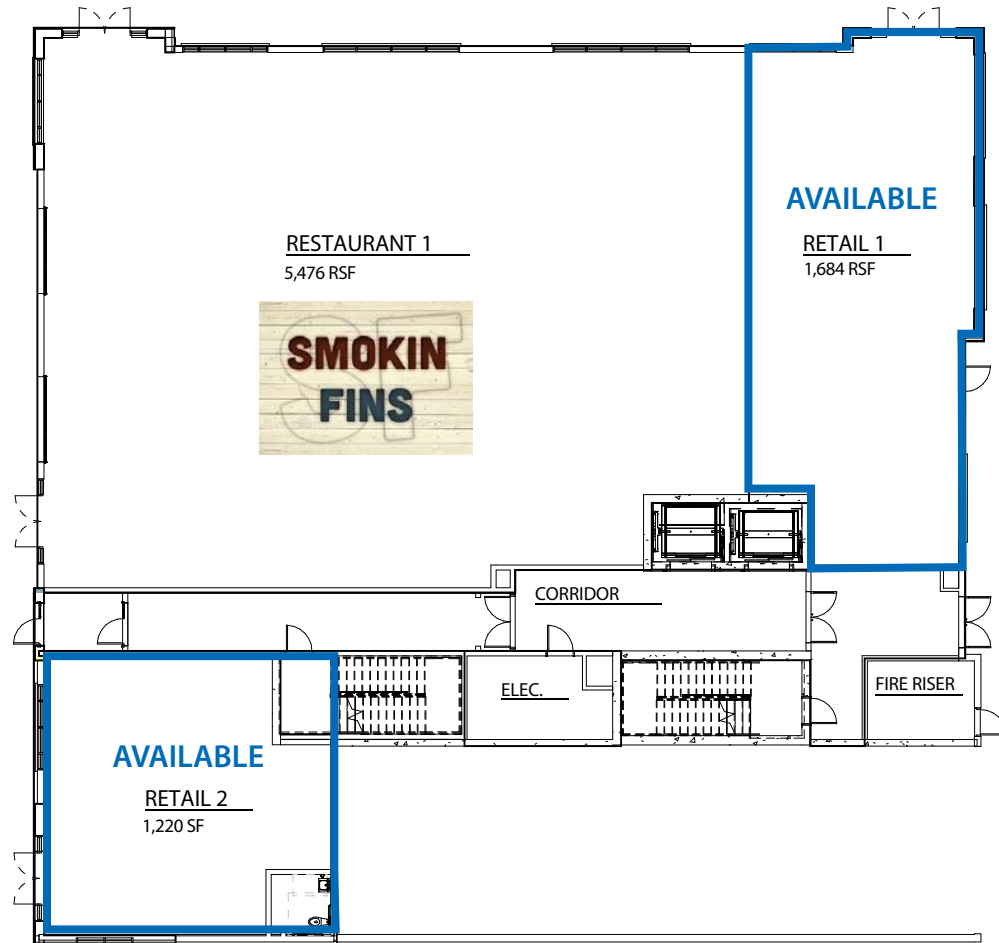 AVAILABLE
RESTAURANT 1
5,476 RSF
RETAIL 1
1,684 RSF
SF
SMOKIN
FINS
CORRIDOR
ELEC.
FIRE RISER
AVAILABLE
RETAIL 2
1,220 SF